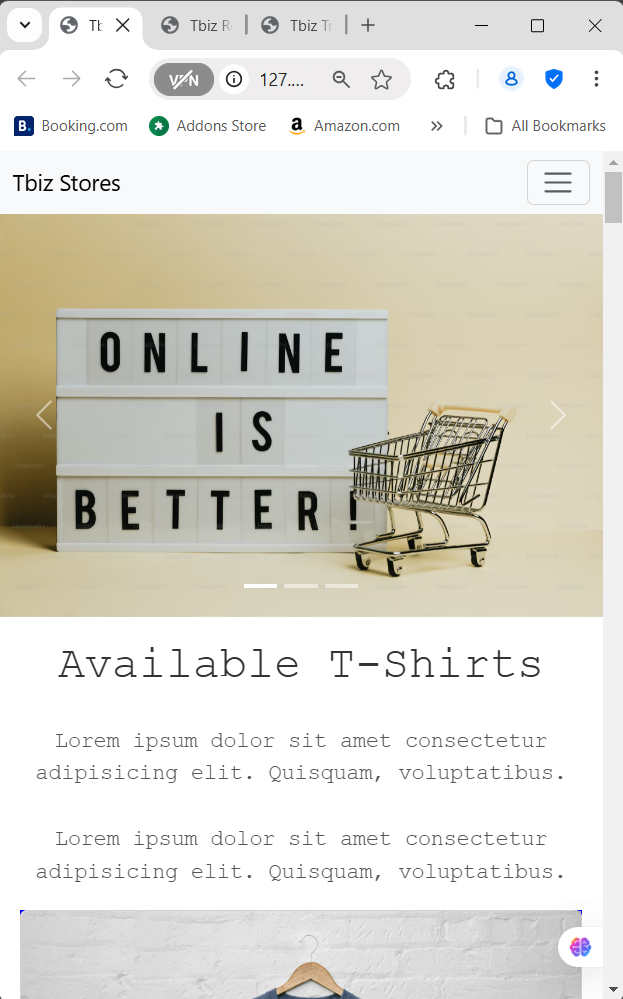 Tb
Tbiz R
Tbiz Tr
VPN
127....
Booking.com
Addons Store
Amazon.com
All Bookmarks
Tbiz Stores
ONLINE
IS
BETTER!
Available T-Shirts
Lorem ipsum dolor sit amet consectetur
adipisicing elit. Quisquam, voluptatibus.
Lorem ipsum dolor sit amet consectetur
adipisicing elit. Quisquam, voluptatibus.